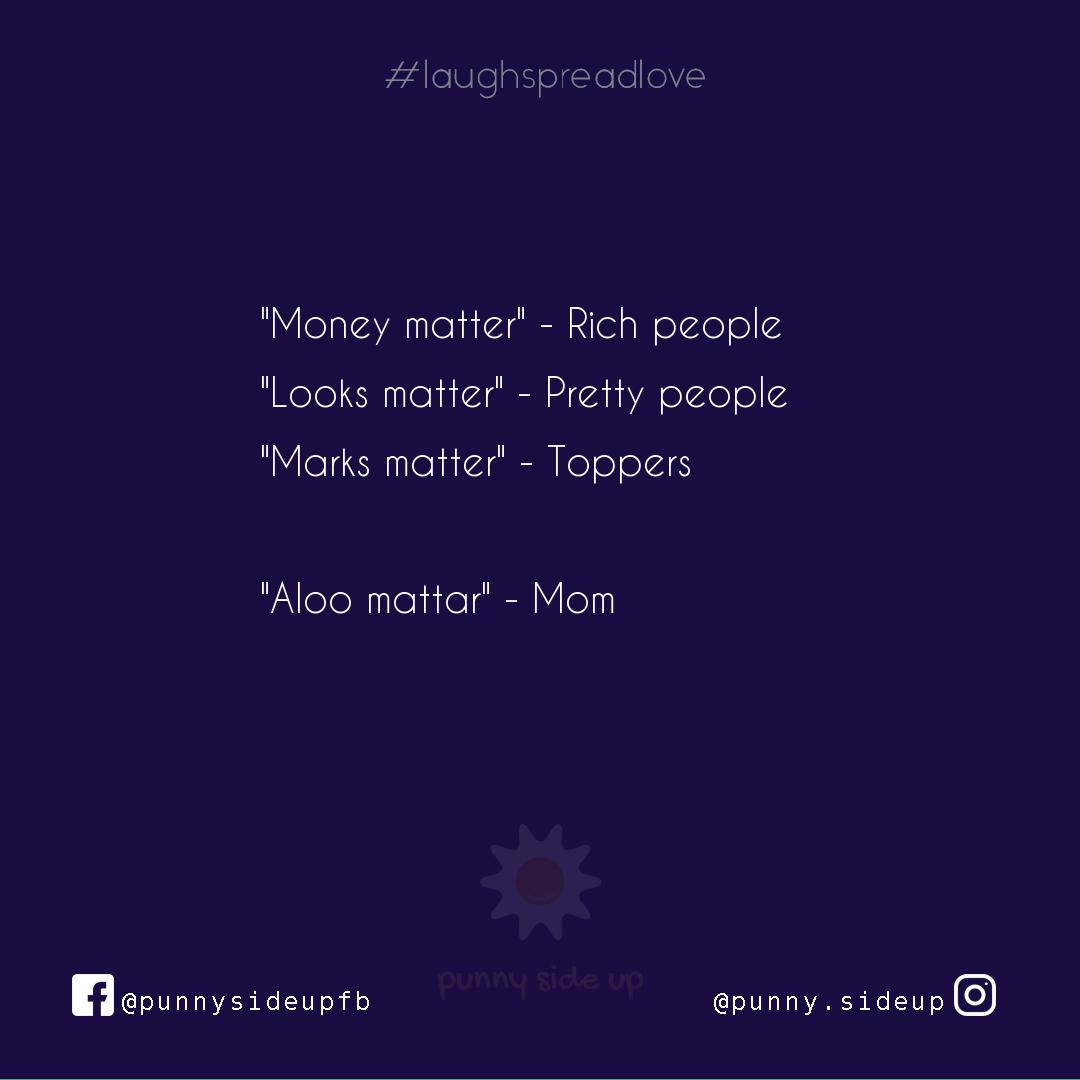 #laughspreadlove
"Money matter" - Rich people
"Looks matter" - Pretty people
"Marks matter" - Toppers
"Aloo mattar" - Mom
punny side up
@punnysideupfb
@punny.sideup